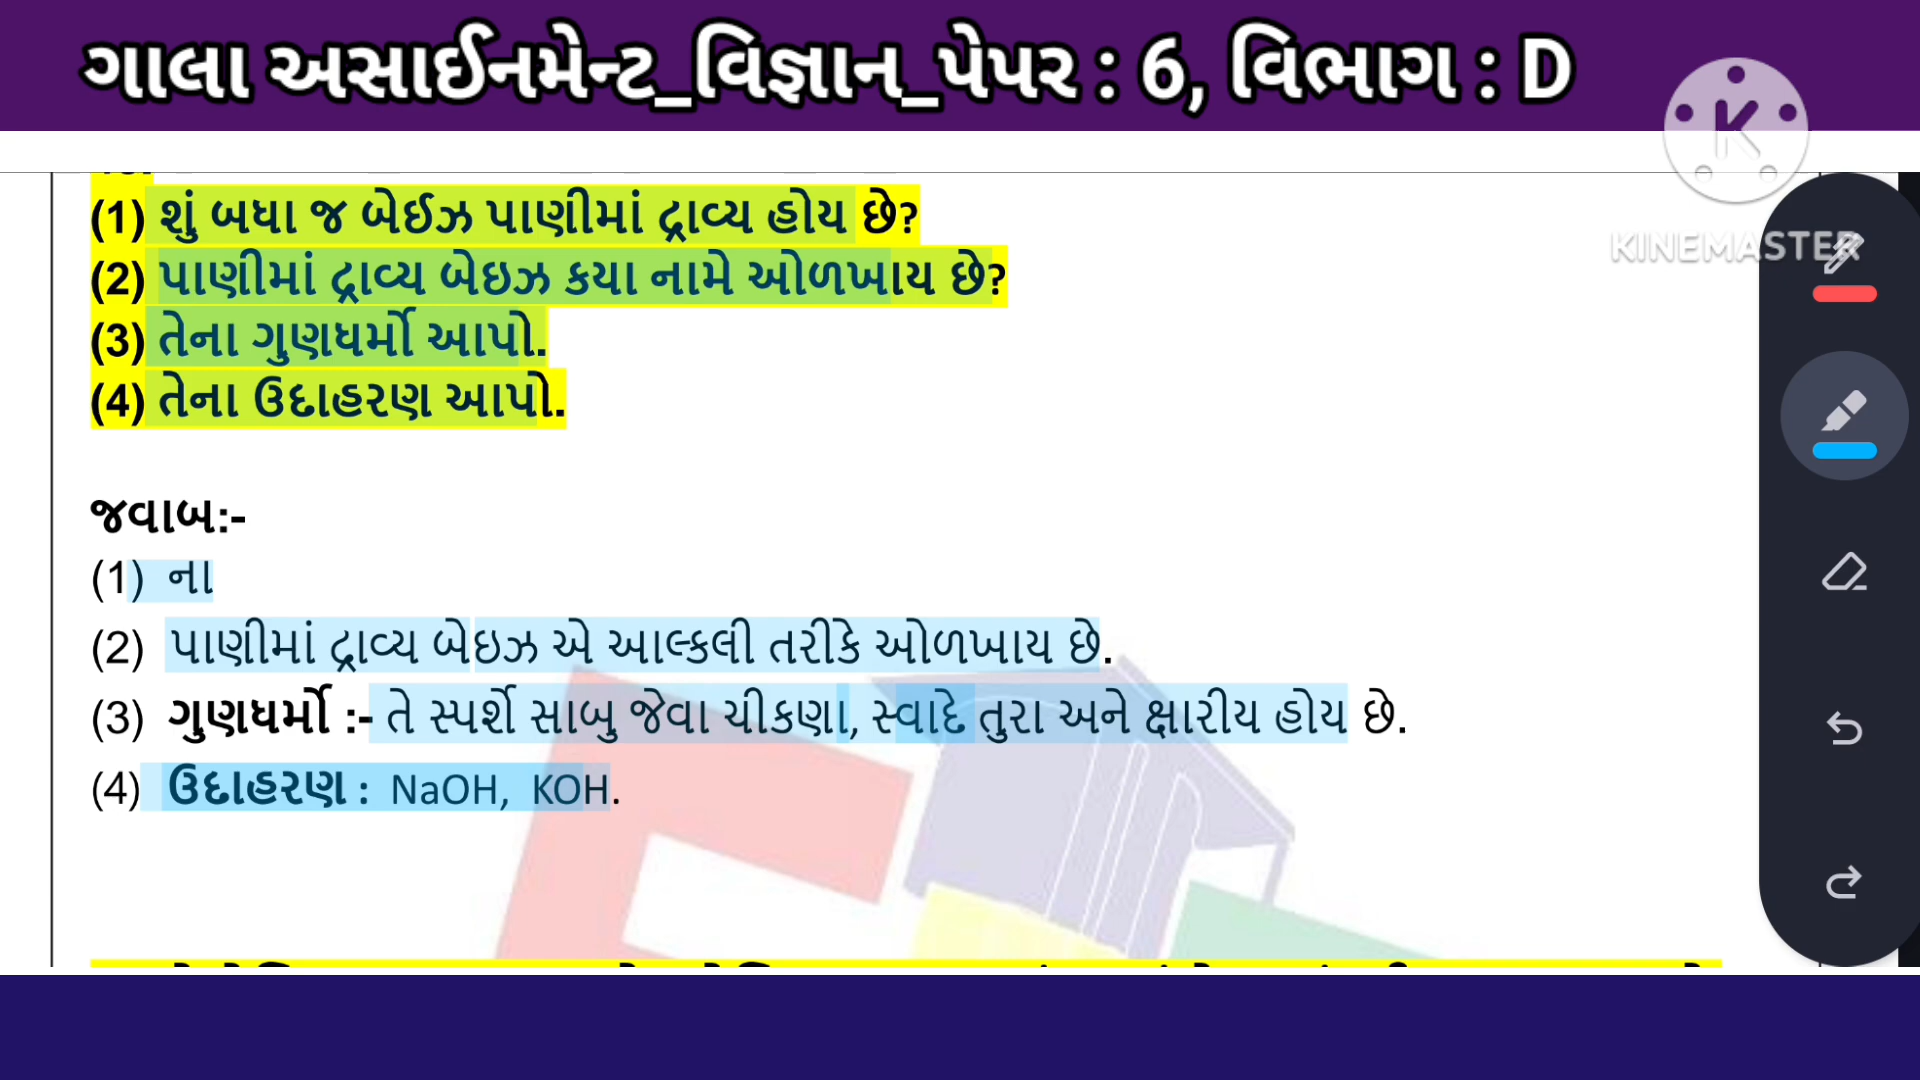 ગાલા અસાઈનમેન્ટ_વિજ્ઞાન_પેપર : 6, વિભાગ : D
K
KINEMASTER
(1) શું બધા જ બેઈઝ પાણીમાં દ્રાવ્ય હોય છે?
(2) પાણીમાં દ્રાવ્ય બેઇઝ કયા નામે ઓળખાય છે?
(3) તેના ગુણધર્મો આપો.
(4) તેના ઉદાહરણ આપો.
જવાબ:-
(1) ના
(2) પાણીમાં દ્રાવ્ય બેઇઝ એ આલ્કલી તરીકે ઓળખાય છે.
(3) ગુણધર્મો :- તે સ્પર્શે સાબુ જેવા ચીકણા, સ્વાદે તુરા અને ક્ષારીય હોય છે.
(4) ઉદાહરણ : NaOH, KOH.